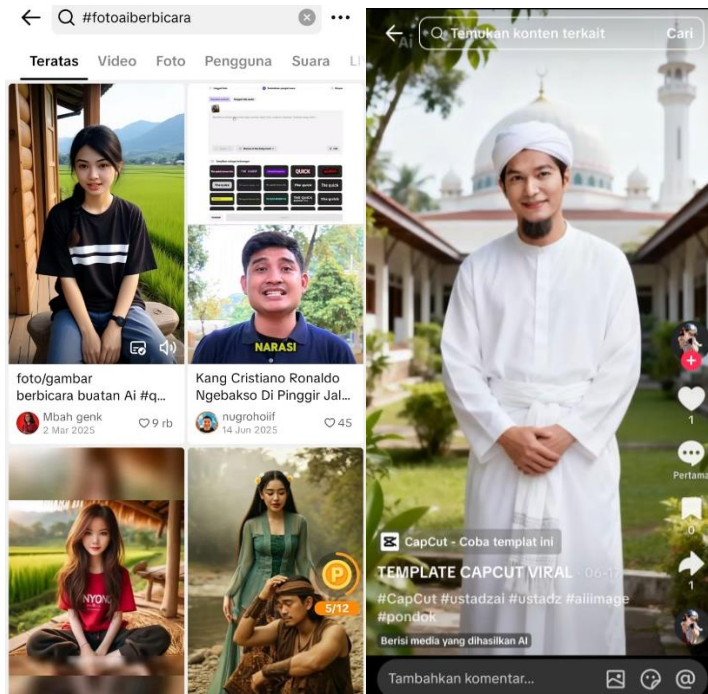 #fotoaiberbicara
Teratas Video Foto Pengguna Suara
NARASI
foto/gambar
berbicara buatan Ai #q...
Mbah genk
2 Mar 2025
9 rb
Kang Cristiano Ronaldo
Ngebakso Di Pinggir Jal...
nugrohoiif
14 Jun 2025
45
NYONG
P
5/12
Ai
Temukan konten terkait
Cari
1
Pertama
0
1
CapCut - Coba templat ini
TEMPLATE CAPCUT VIRAL
#CapCut #ustadzai #ustadz #aiiimage
#pondok
Berisi media yang dihasilkan AI
Tambahkan komentar...